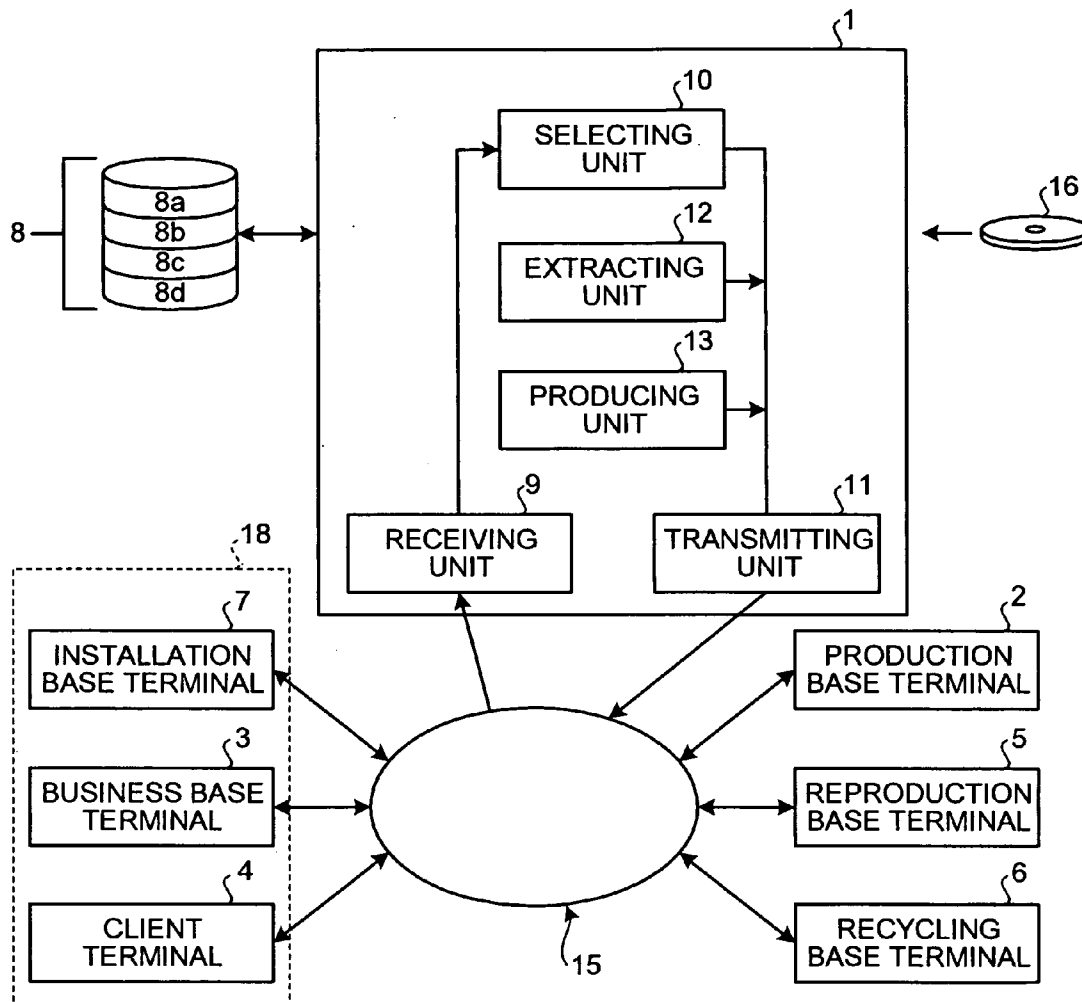 1
10
SELECTING
UNIT
8
8a
8b
8c
8d
16
12
EXTRACTING
UNIT
13
PRODUCING
UNIT
9
RECEIVING
UNIT
11
TRANSMITTING
UNIT
18
7
INSTALLATION
BASE TERMINAL
2
PRODUCTION
BASE TERMINAL
3
BUSINESS BASE
TERMINAL
5
REPRODUCTION
BASE TERMINAL
4
CLIENT
TERMINAL
6
RECYCLING
BASE TERMINAL
15